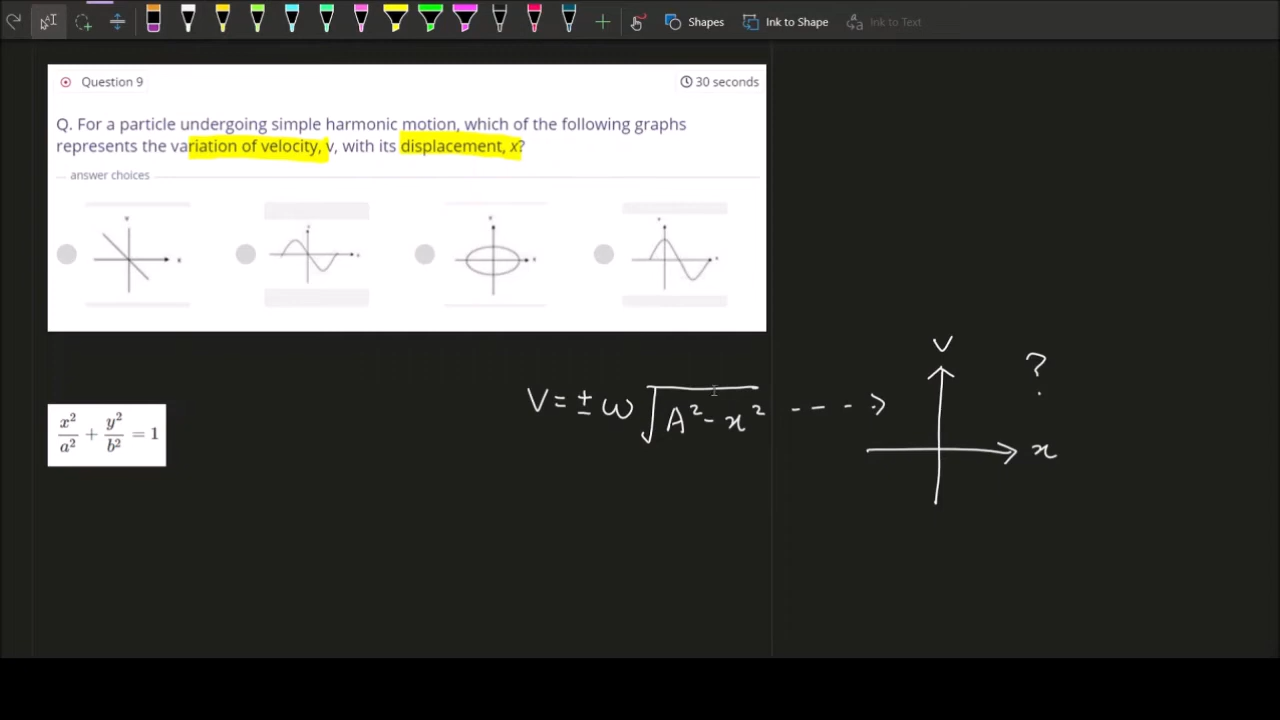 Shapes
Ink to Shape
Ink to Text
Question 9
30 seconds
Q. For a particle undergoing simple harmonic motion, which of the following graphs
represents the variation of velocity, v, with its displacement, x?
answer choices
V = ± ω √(A² - x²) ----> 
v
?
x
x²/a² + y²/b² = 1